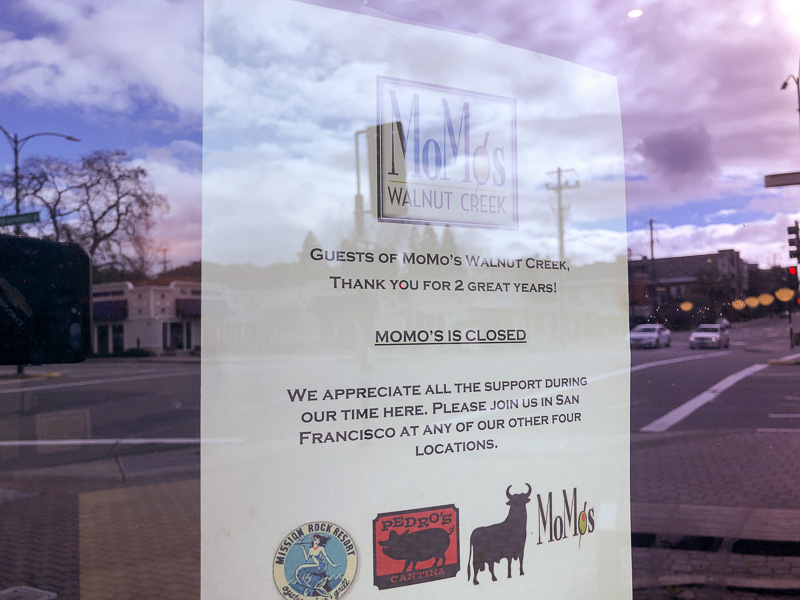 MoMo's
WALNUT CREEK
GUESTS OF MOMO'S WALNUT CREEK,
THANK YOU FOR 2 GREAT YEARS!
MOMO'S IS CLOSED
WE APPRECIATE ALL THE SUPPORT DURING
OUR TIME HERE. PLEASE JOIN US IN SAN
FRANCISCO AT ANY OF OUR OTHER FOUR
LOCATIONS.
MISSION ROCK RESORT
PEDRO'S
CANTINA
MoMo's